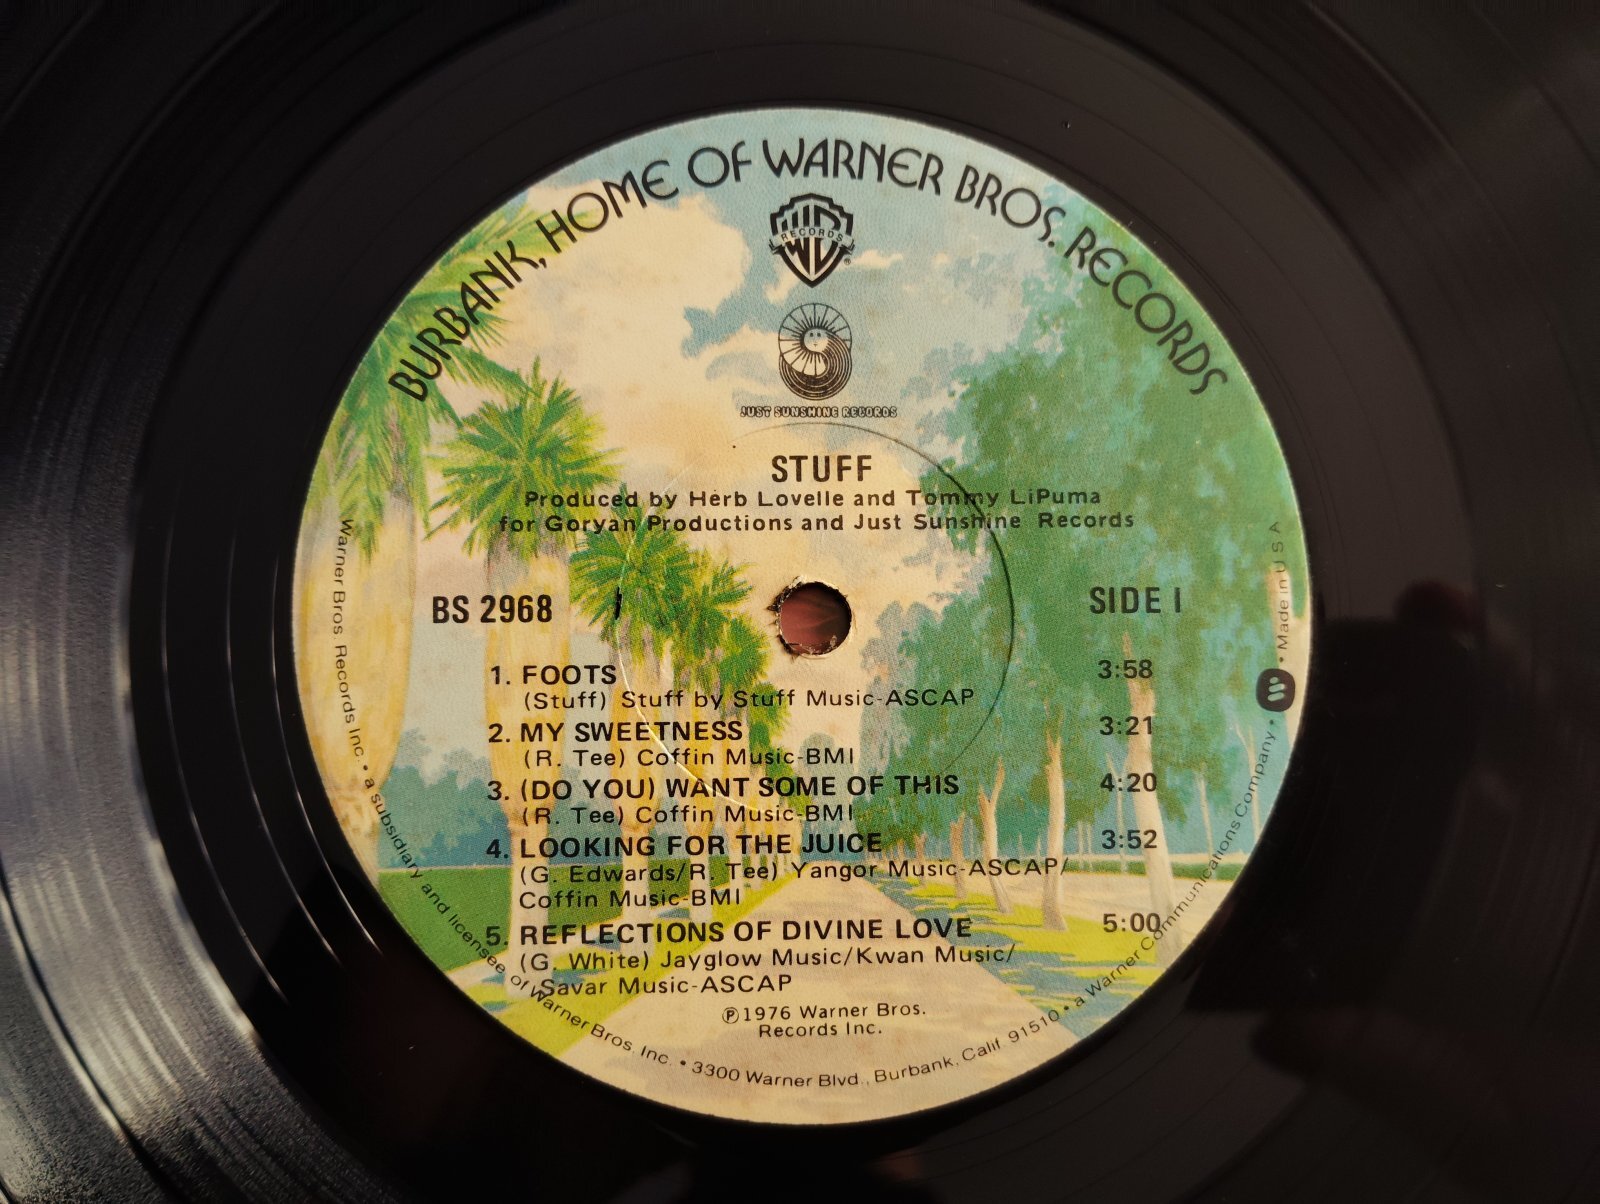 BURBANK, HOME OF WARNER BROS. RECORDS
WB
RECORDS
®
JUST SUNSHINE RECORDS
STUFF
Produced by Herb Lovelle and Tommy LiPuma
for Goryan Productions and Just Sunshine Records
BS 2968
SIDE I
1. FOOTS 3:58
(Stuff) Stuff by Stuff Music-ASCAP
2. MY SWEETNESS 3:21
(R. Tee) Coffin Music-BMI
3. (DO YOU) WANT SOME OF THIS 4:20
(R. Tee) Coffin Music-BMI
4. LOOKING FOR THE JUICE 3:52
(G. Edwards/R. Tee) Yangor Music-ASCAP/
Coffin Music-BMI
5. REFLECTIONS OF DIVINE LOVE 5:00
(G. White) Jayglow Music/Kwan Music/
Savar Music-ASCAP
℗1976 Warner Bros.
Records Inc.
Warner Bros. Records Inc. • a subsidiary and licensee of Warner Bros. Inc. • 3300 Warner Blvd., Burbank, Calif. 91510 • a Warner Communications Company • Made in U S A